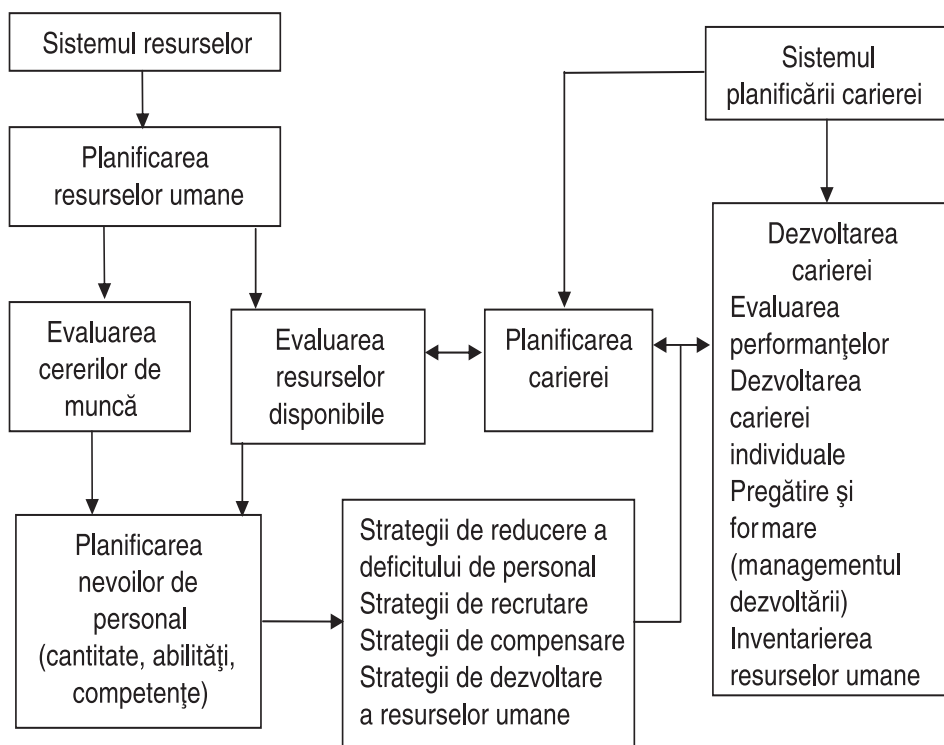 Sistemul resurselor
Sistemul
planificării carierei
Planificarea
resurselor umane
Evaluarea
cererilor de
muncă
Evaluarea
resurselor
disponibile
Planificarea
carierei
Dezvoltarea
carierei
Evaluarea
performanţelor
Dezvoltarea
carierei
individuale
Pregătire şi
formare
(managementul
dezvoltării)
Inventarierea
resurselor umane
Planificarea
nevoilor de
personal
(cantitate, abilităţi,
competenţe)
Strategii de reducere a
deficitului de personal
Strategii de recrutare
Strategii de compensare
Strategii de dezvoltare
a resurselor umane